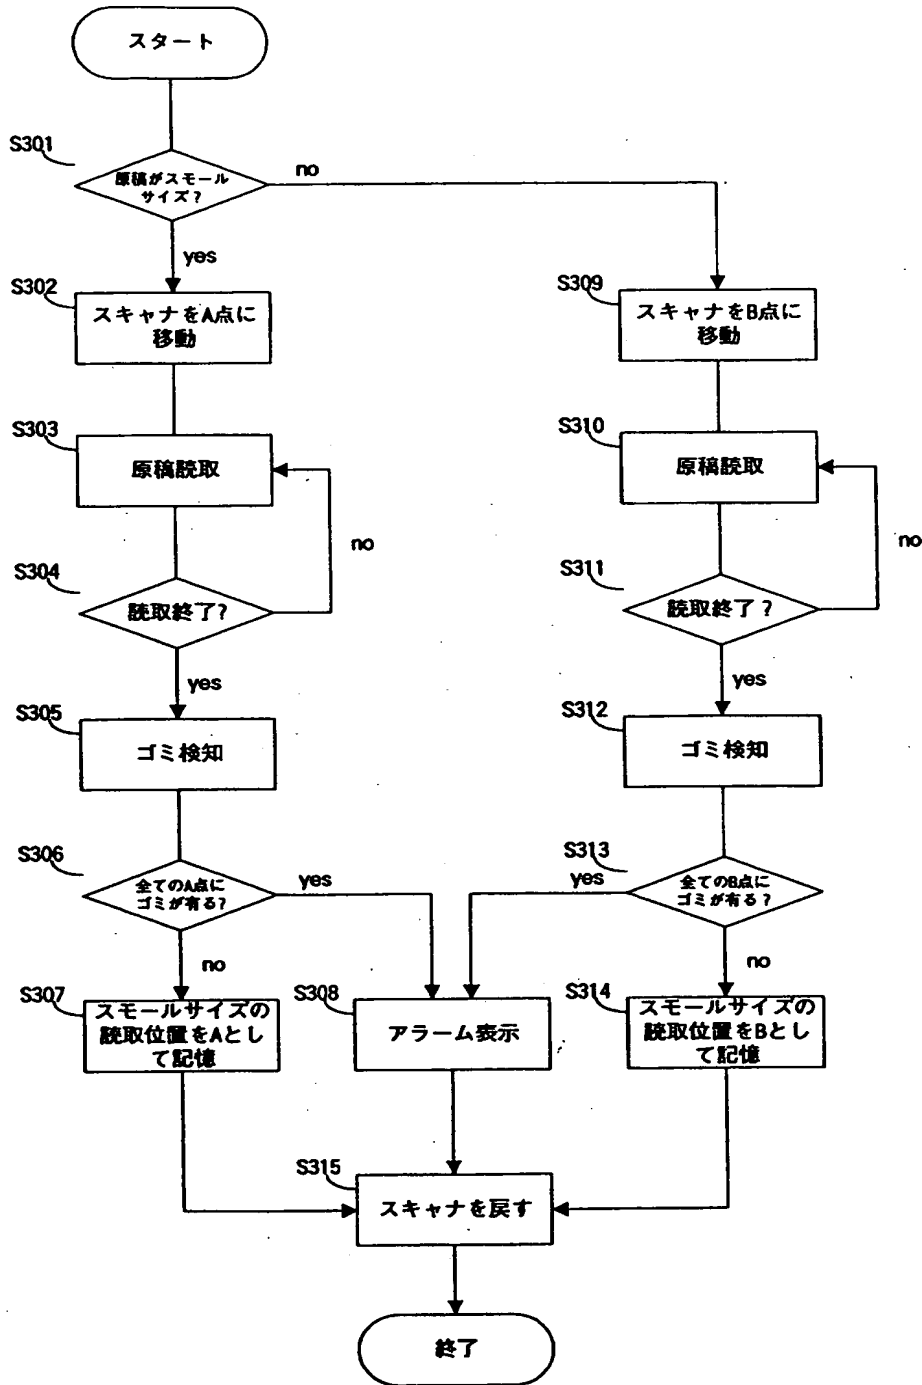 スタート
S301
原稿がスモール
サイズ?
no
yes
S302
スキャナをA点に
移動
S309
スキャナをB点に
移動
S303
原稿読取
S310
原稿読取
no
no
S304
読取終了?
S311
読取終了?
yes
yes
S305
ゴミ検知
S312
ゴミ検知
S306
全てのA点に
ゴミが有る?
yes
S313
yes
全てのB点に
ゴミが有る?
no
no
S307
スモールサイズの
読取位置をAとし
て記憶
S308
アラーム表示
S314
スモールサイズの
読取位置をBとし
て記憶
S315
スキャナを戻す
終了